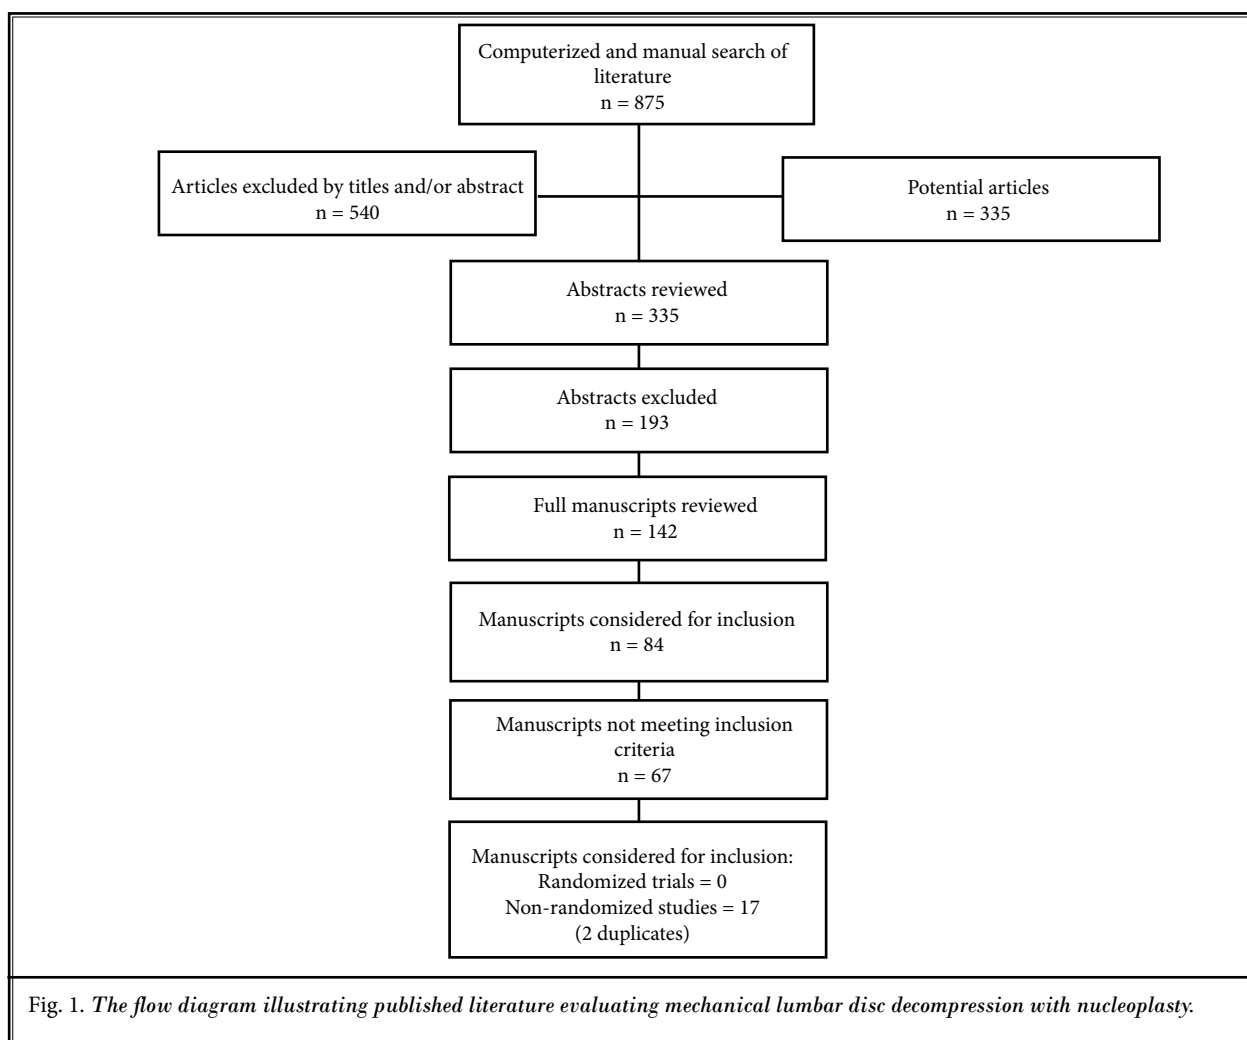 Computerized and manual search of
literature
n = 875
Articles excluded by titles and/or abstract
n = 540
Potential articles
n = 335
Abstracts reviewed
n = 335
Abstracts excluded
n = 193
Full manuscripts reviewed
n = 142
Manuscripts considered for inclusion
n = 84
Manuscripts not meeting inclusion
criteria
n = 67
Manuscripts considered for inclusion:
Randomized trials = 0
Non-randomized studies = 17
(2 duplicates)
Fig. 1. The flow diagram illustrating published literature evaluating mechanical lumbar disc decompression with nucleoplasty.